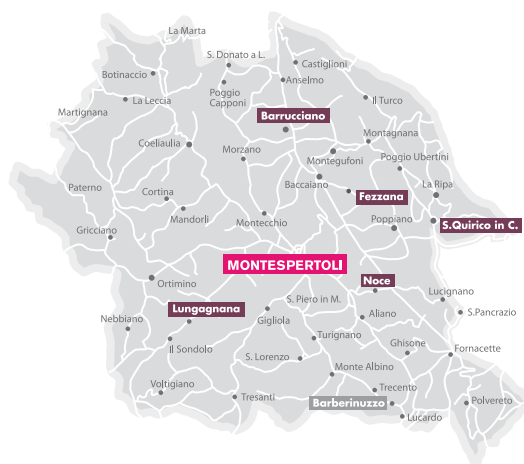 La Marta
S. Donato a L.
Castiglioni
Botinaccio
Anselmo
Poggio
Capponi
La Leccia
Il Turco
Martignana
Barrucciano
Montagnana
Coeliaulia
Morzano
Montegufoni
Poggio Ubertini
Baccaiano
La Ripa
Paterno
Cortina
Fezzana
Mandorli
Montecchio
Poppiano
S.Quirico in C.
Gricciano
MONTESPERTOLI
Ortimino
Noce
Lucignano
S. Piero in M.
Lungagnana
S.Pancrazio
Nebbiano
Gigliola
Aliano
Turignano
Il Sondolo
Ghisone
Fornacette
S. Lorenzo
Monte Albino
Voltigiano
Trecento
Tresanti
Barberinuzzo
Polvereto
Lucardo